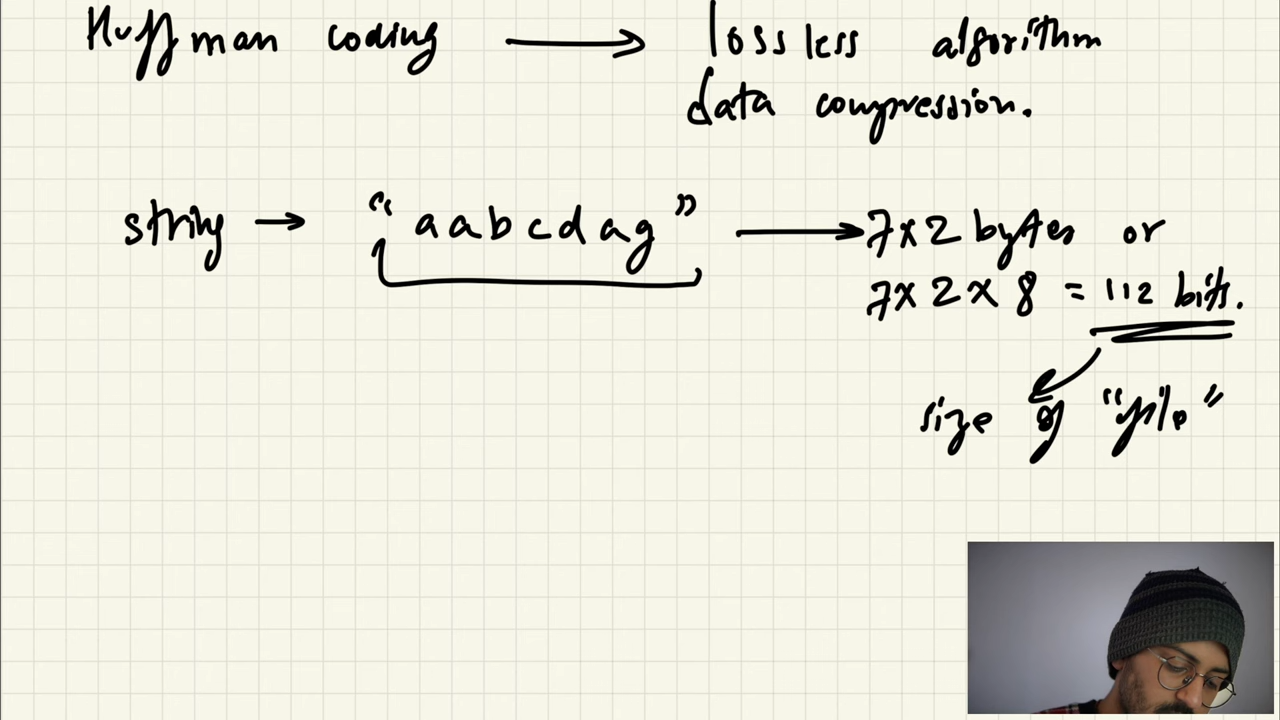 Huffman coding → lossless algorithm
data compression.
string → "aabcdag" → 7x2 bytes or
7x2x8 = 112 bits.
size of "file"